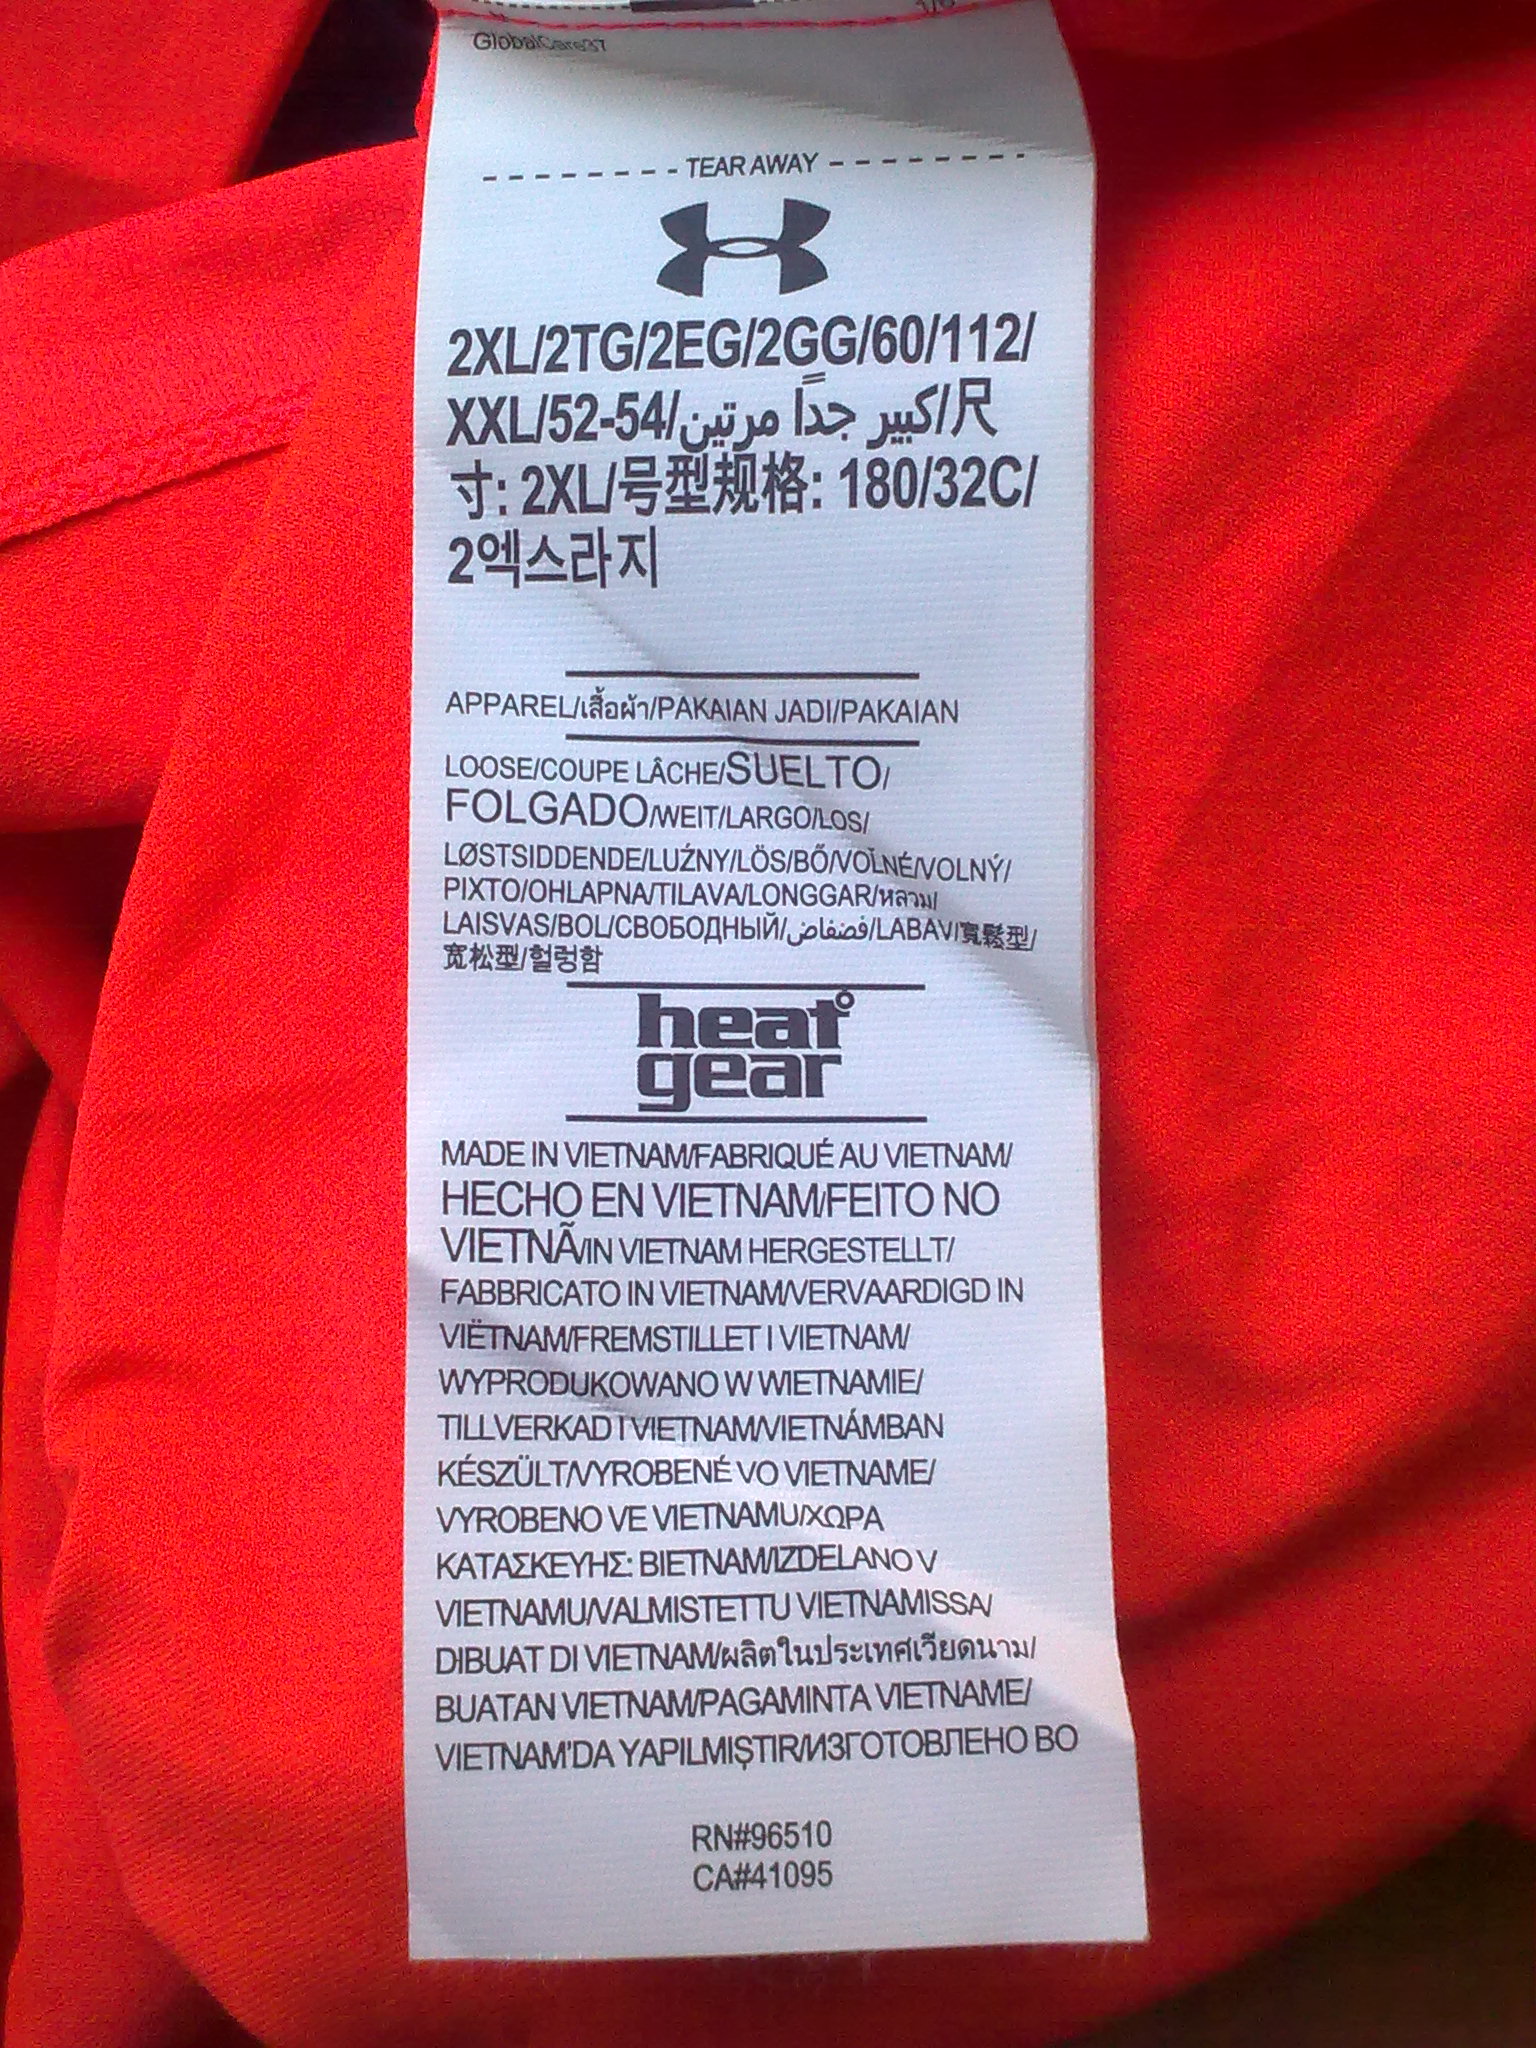 GlobalCare37
TEAR AWAY
2XL/2TG/2EG/2GG/60/112/
XXL/52-54/كبير جداً مرتين/尺
寸: 2XL/号型规格: 180/32C/
2엑스라지
APPAREL/เสื้อผ้า/PAKAIAN JADI/PAKAIAN
LOOSE/COUPE LÂCHE/SUELTO/
FOLGADO/WEIT/LARGO/LOS/
LØSTSIDDENDE/LUŹNY/LÖS/BŐ/VOĽNÉ/VOLNÝ/
ΡΙΧΤΟ/OHLAPNA/TILAVA/LONGGAR/หลวม/
LAISVAS/BOL/СВОБОДНЫЙ/فضفاض/LABAV/寬鬆型/
宽松型/헐렁함
heat
gear
MADE IN VIETNAM/FABRIQUÉ AU VIETNAM/
HECHO EN VIETNAM/FEITO NO
VIETNÃ/IN VIETNAM HERGESTELLT/
FABBRICATO IN VIETNAM/VERVAARDIGD IN
VIËTNAM/FREMSTILLET I VIETNAM/
WYPRODUKOWANO W WIETNAMIE/
TILLVERKAD I VIETNAM/VIETNÁMBAN
KÉSZÜLT/VYROBENÉ VO VIETNAME/
VYROBENO VE VIETNAMU/ΧΩΡΑ
ΚΑΤΑΣΚΕΥΗΣ: ΒΙΕΤΝΑΜ/IZDELANO V
VIETNAMU/VALMISTETTU VIETNAMISSA/
DIBUAT DI VIETNAM/ผลิตในประเทศเวียดนาม/
BUATAN VIETNAM/PAGAMINTA VIETNAME/
VIETNAM'DA YAPILMIŞTIR/ИЗГОТОВЛЕНО ВО
RN#96510
CA#41095